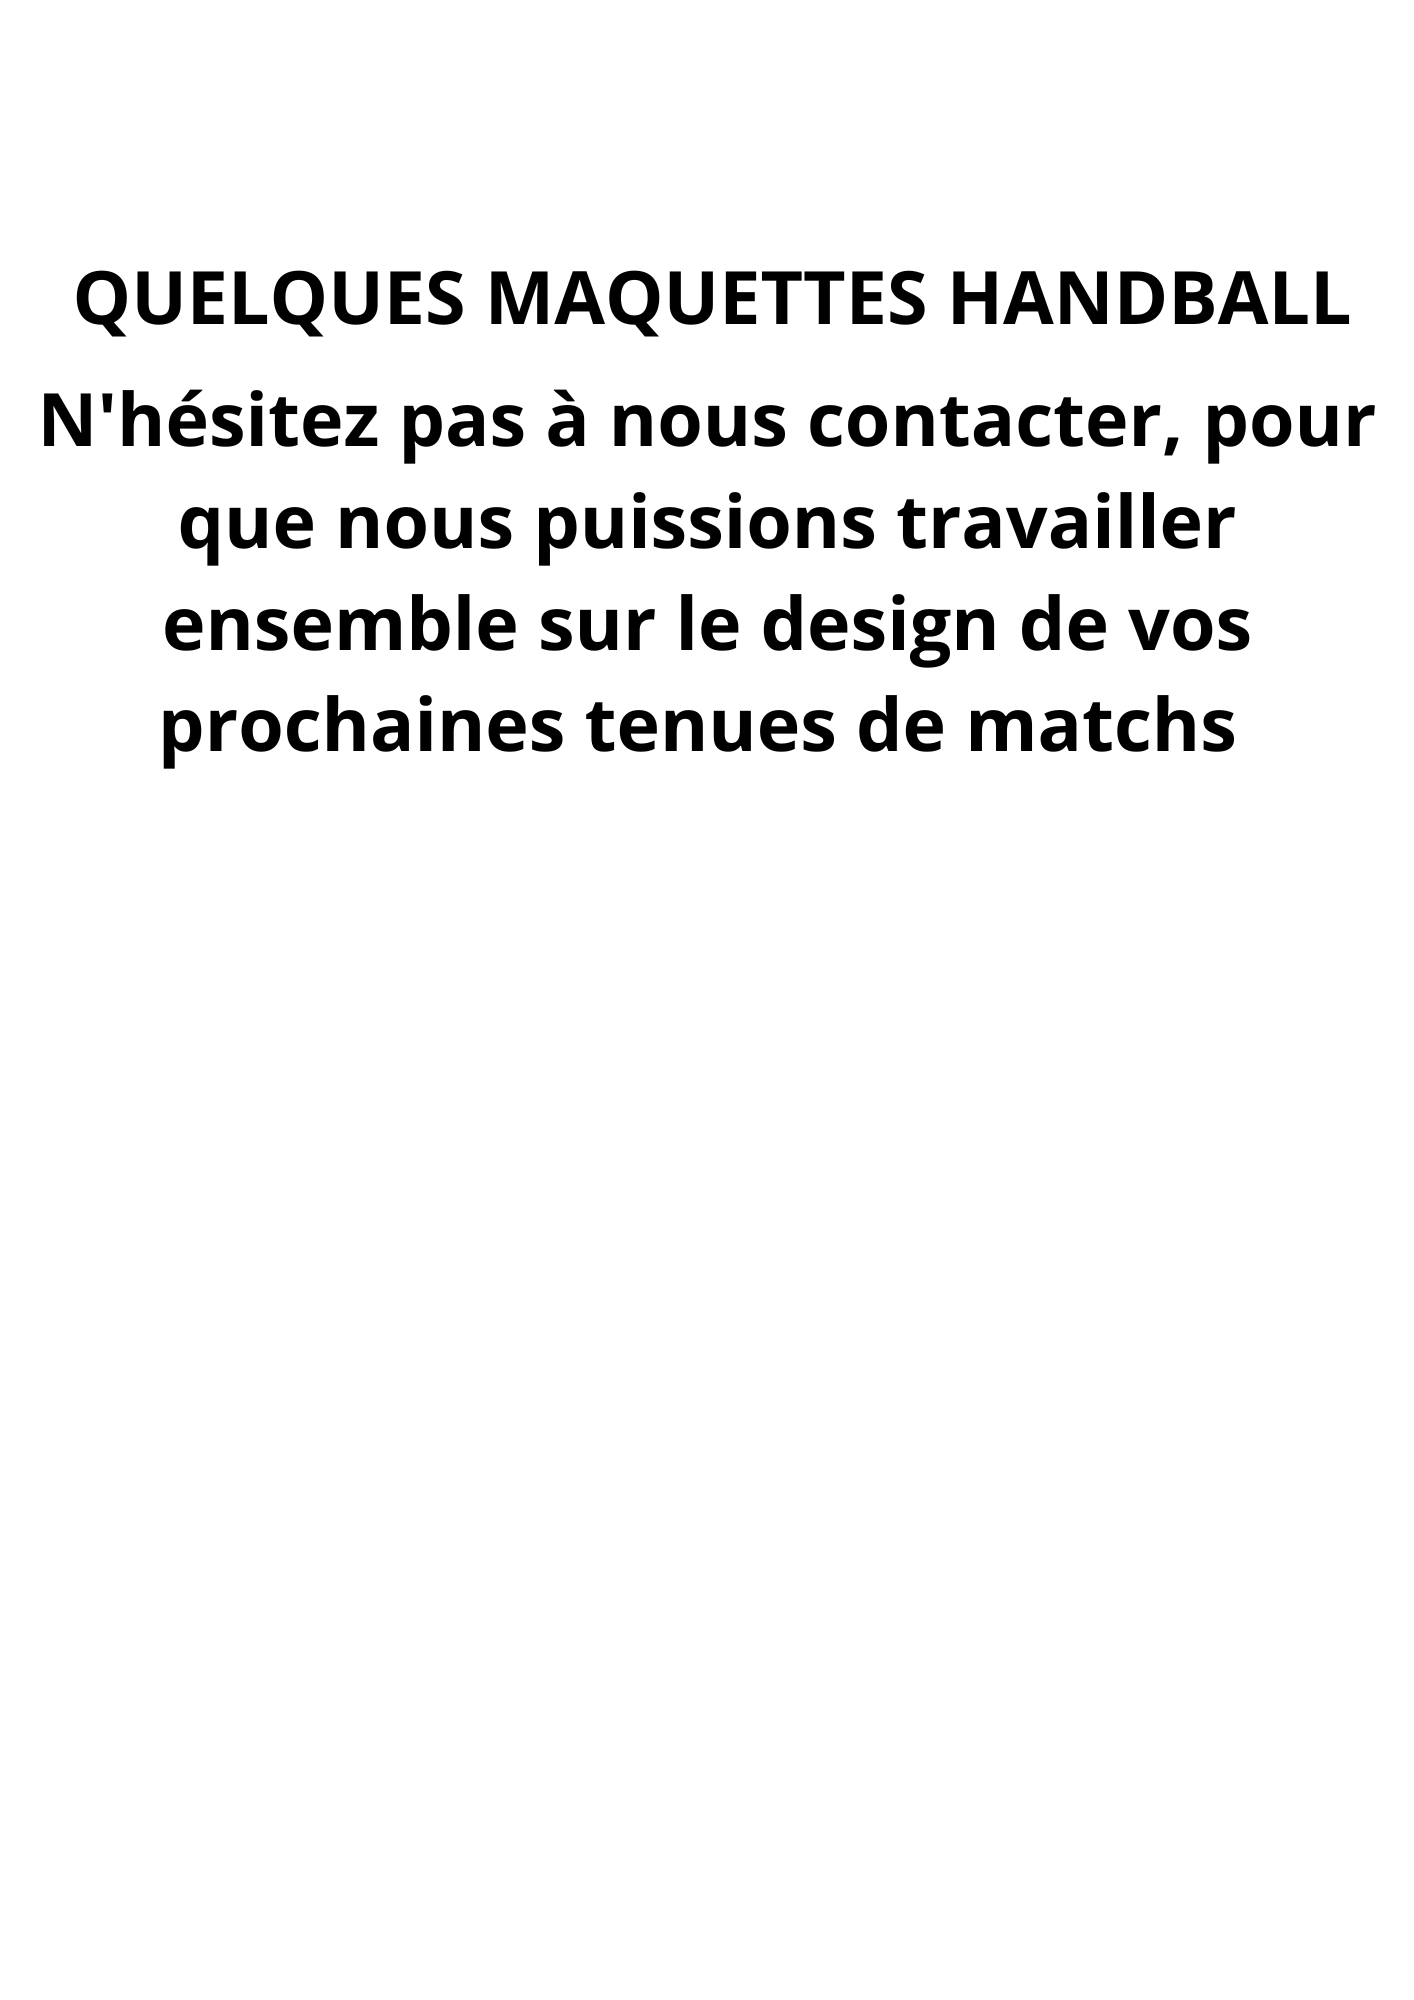 QUELQUES MAQUETTES HANDBALL
N'hésitez pas à nous contacter, pour
que nous puissions travailler
ensemble sur le design de vos
prochaines tenues de matchs